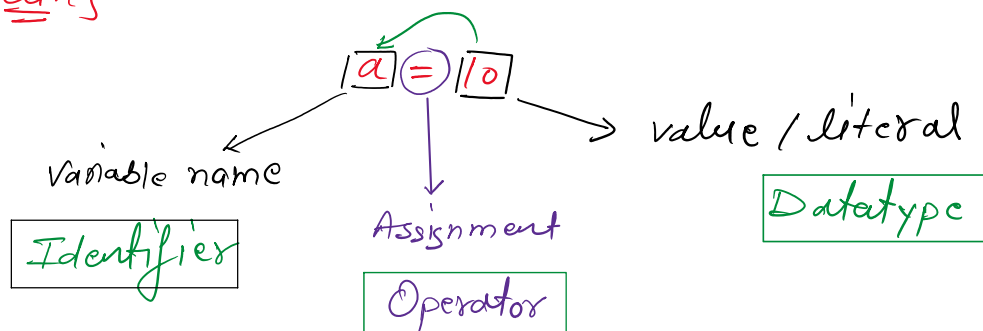 a = 10
value / literal
variable name
Datatype
Assignment
Identifier
Operator